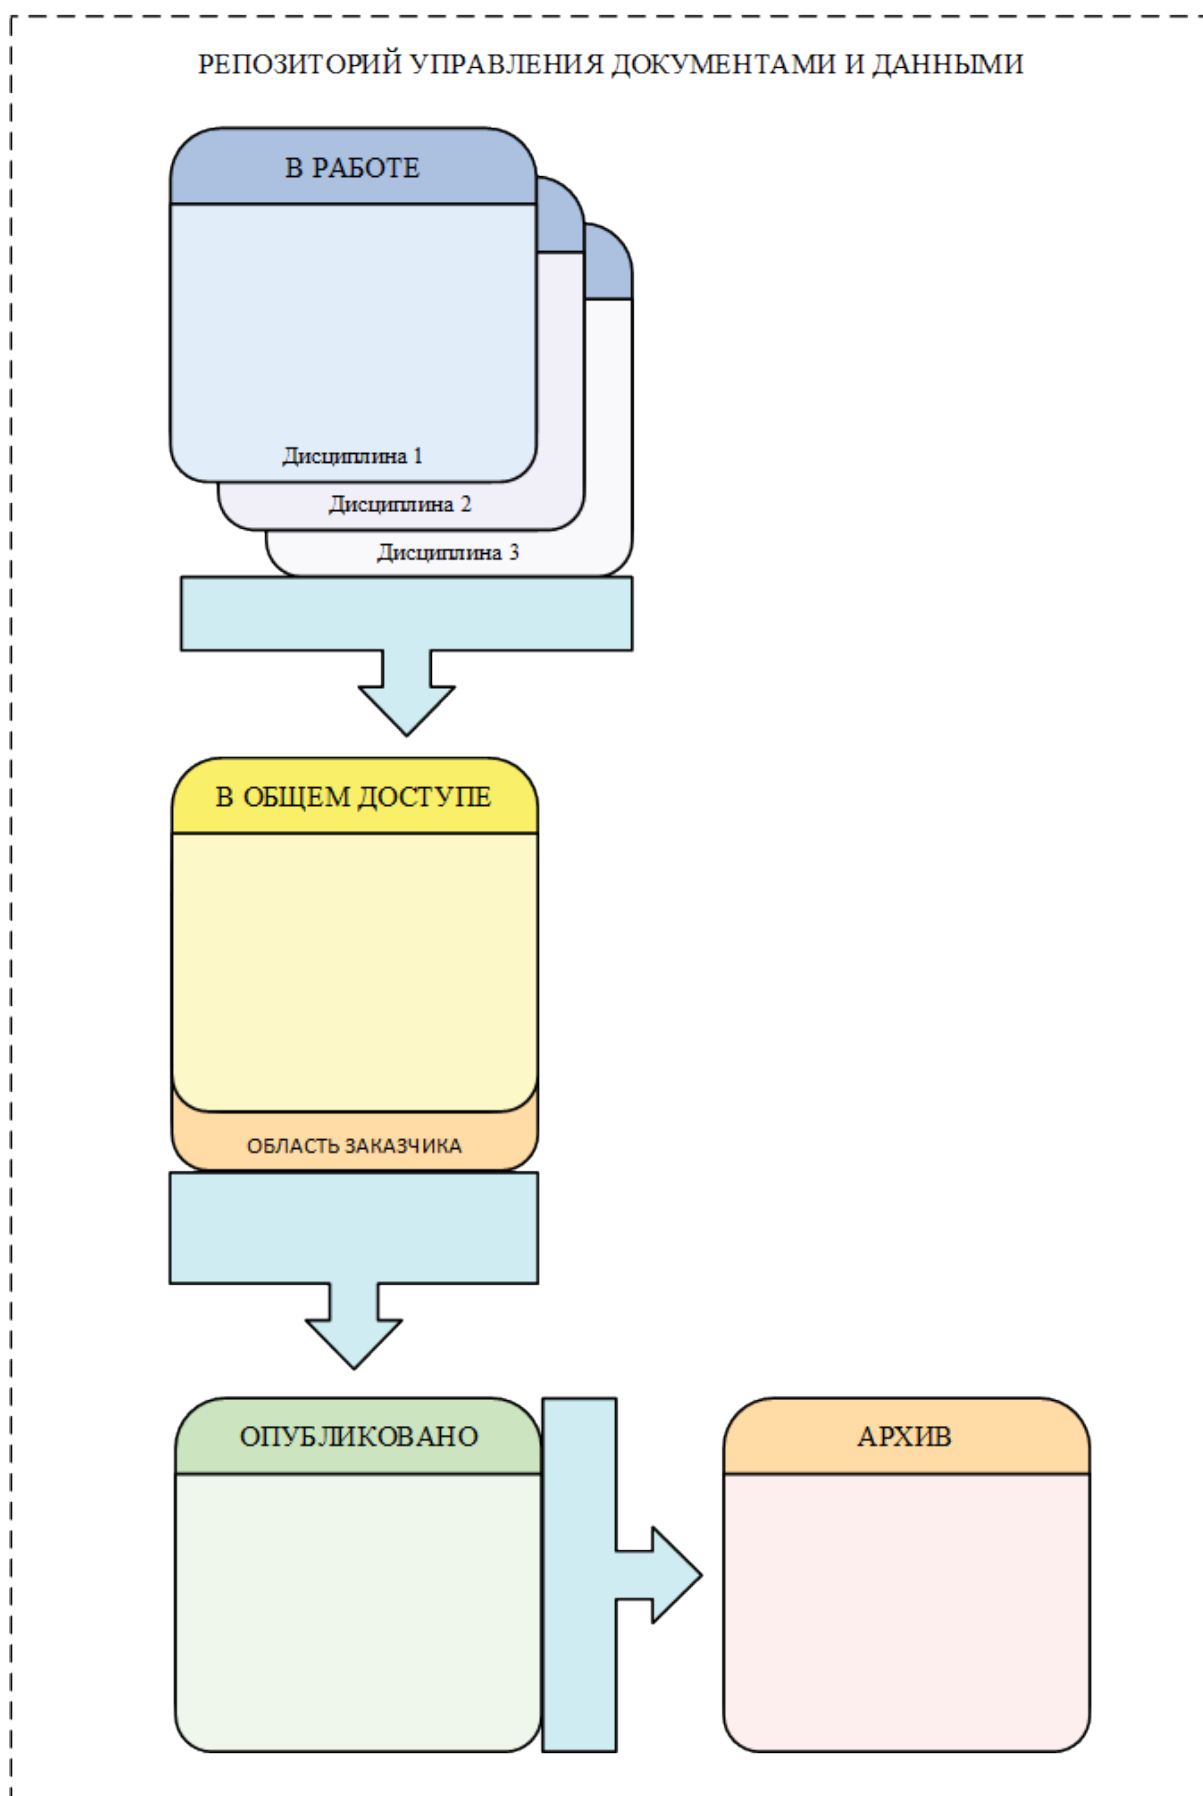 РЕПОЗИТОРИЙ УПРАВЛЕНИЯ ДОКУМЕНТАМИ И ДАННЫМИ
В РАБОТЕ
Дисциплина 1
Дисциплина 2
Дисциплина 3
В ОБЩЕМ ДОСТУПЕ
ОБЛАСТЬ ЗАКАЗЧИКА
ОПУБЛИКОВАНО
АРХИВ